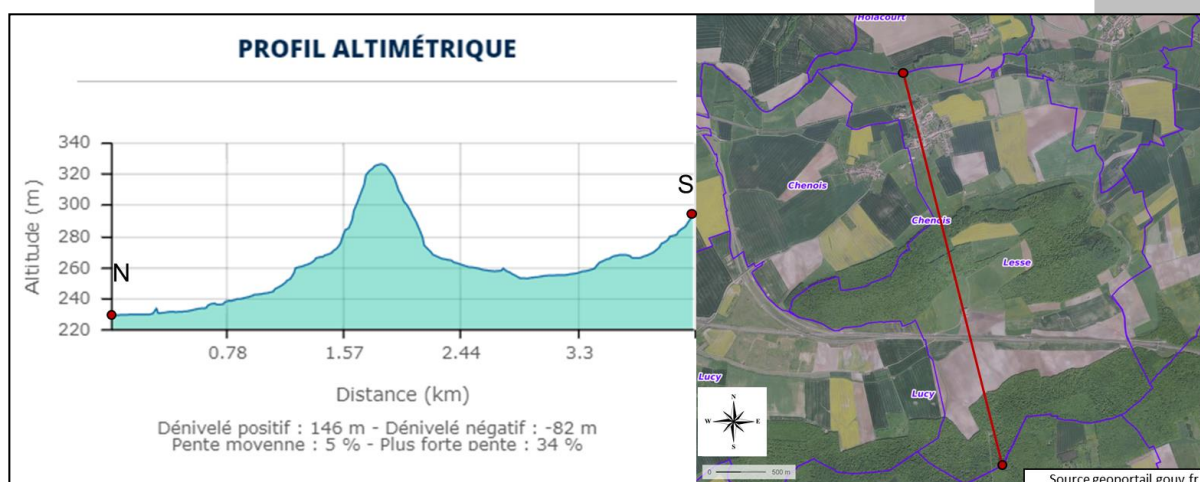 PROFIL ALTIMÉTRIQUE
340
320
300
280
260
240
220
Altitude (m)
N
S
0.78
1.57
2.44
3.3
Distance (km)
Dénivelé positif : 146 m - Dénivelé négatif : -82 m
Pente moyenne : 5 % - Plus forte pente : 34 %
Holacourt
Chenois
Chenois
Lesse
Lucy
Lucy
N
W E
S
0 500 m
Source geoportail.gouv.fr